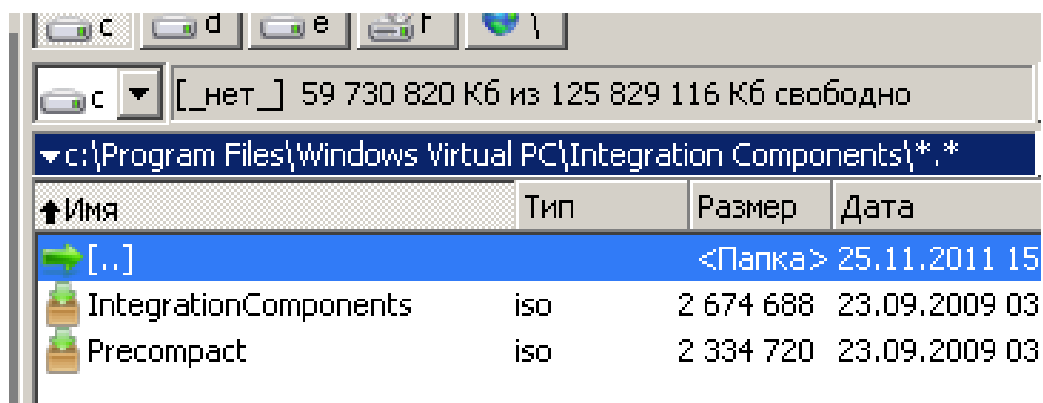 c d e f \
c [_нет_] 59 730 820 Кб из 125 829 116 Кб свободно
c:\Program Files\Windows Virtual PC\Integration Components\*.*
Имя Тип Размер Дата
[..] <Папка> 25.11.2011 15
IntegrationComponents iso 2 674 688 23.09.2009 03
Precompact iso 2 334 720 23.09.2009 03